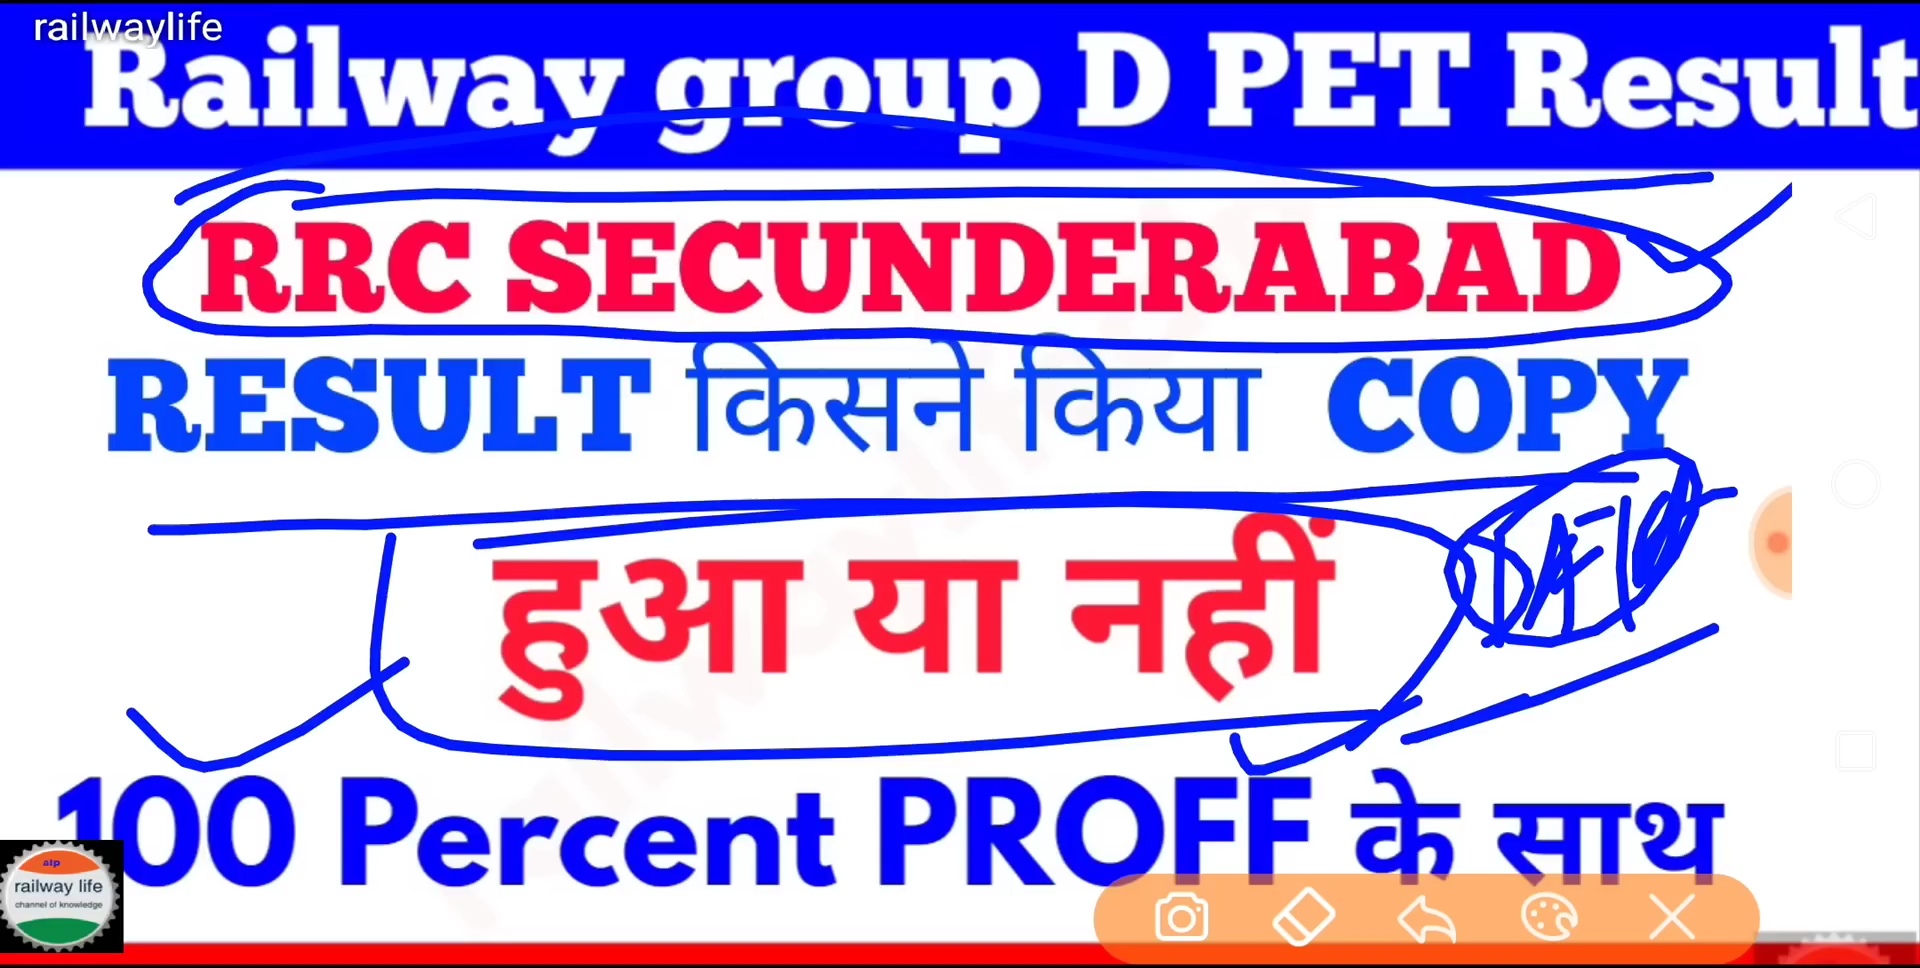 railwaylife
Railway group D PET Result
RRC SECUNDERABAD
RESULT किसने किया COPY
हुआ या नहीं
100 Percent PROFF के साथ
alp
railway life
channel of knowledge